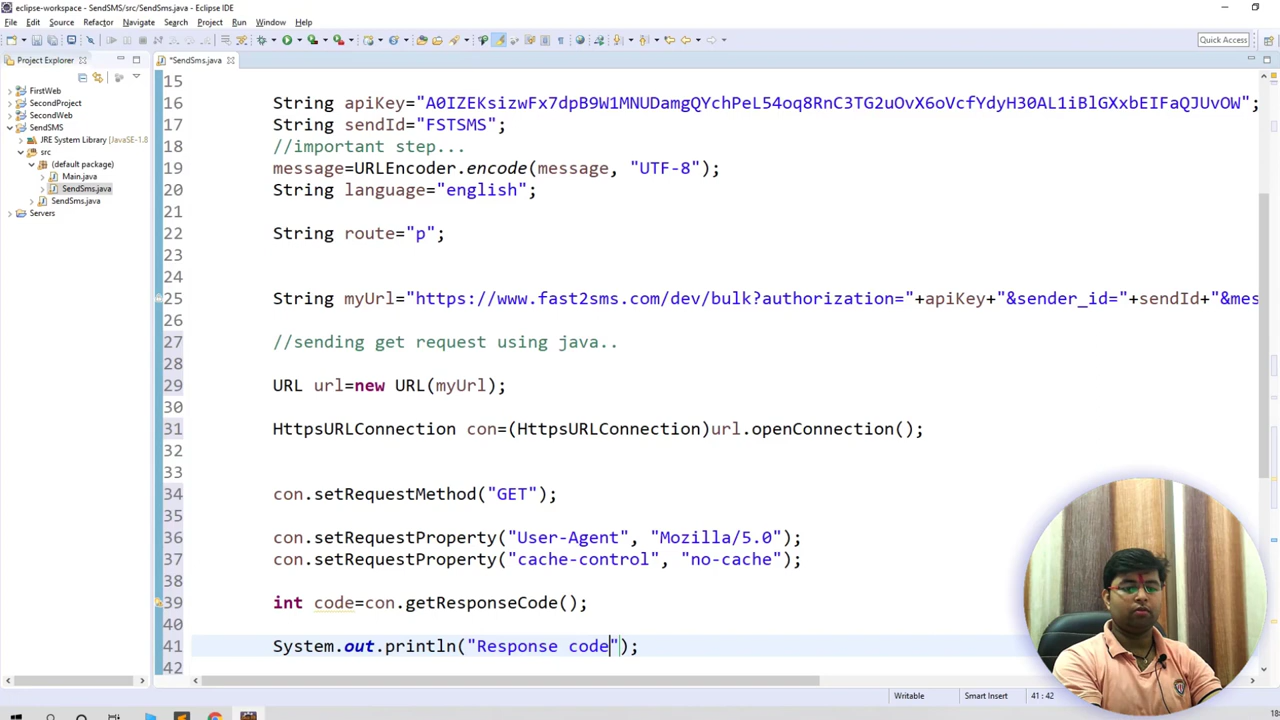 eclipse-workspace - SendSMS/src/SendSms.java - Eclipse IDE
File Edit Source Refactor Navigate Search Project Run Window Help
Quick Access
Project Explorer
*SendSms.java
FirstWeb
SecondProject
SecondWeb
SendSMS
JRE System Library [JavaSE-1.8
src
(default package)
Main.java
SendSms.java
SendSms.java
Servers
15
16 String apiKey="A0IZEKsizwFx7dpB9W1MNUDamgQYchPeL54oq8RnC3TG2uOvX6oVcfYdyH30AL1iBlGXxbEIFaQJUvOW";
17 String sendId="FSTSMS";
18 //important step...
19 message=URLEncoder.encode(message, "UTF-8");
20 String language="english";
21
22 String route="p";
23
24
25 String myUrl="https://www.fast2sms.com/dev/bulk?authorization="+apiKey+"&sender_id="+sendId+"&mes
26
27 //sending get request using java..
28
29 URL url=new URL(myUrl);
30
31 HttpsURLConnection con=(HttpsURLConnection)url.openConnection();
32
33
34 con.setRequestMethod("GET");
35
36 con.setRequestProperty("User-Agent", "Mozilla/5.0");
37 con.setRequestProperty("cache-control", "no-cache");
38
39 int code=con.getResponseCode();
40
41 System.out.println("Response code");
42
Writable Smart Insert 41 : 42